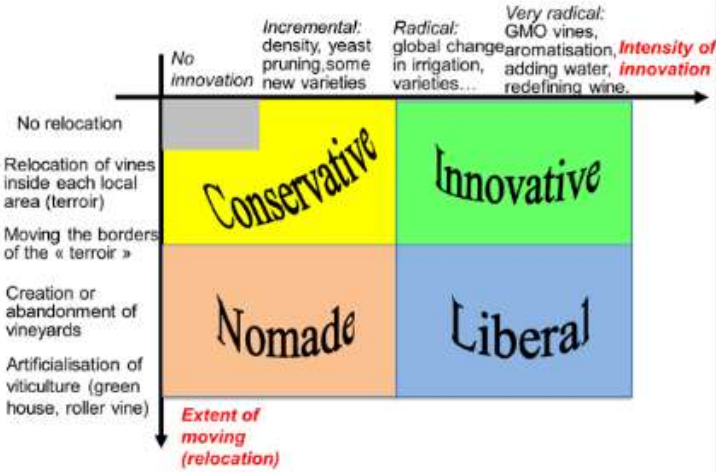 No
innovation
Incremental:
density, yeast
pruning,some
new varieties
Radical:
global change
in irrigation,
varieties…
Very radical:
GMO vines,
aromatisation,
adding water,
redefining wine.
Intensity of
innovation
No relocation
Relocation of vines
inside each local
area (terroir)
Moving the borders
of the « terroir »
Creation or
abandonment of
vineyards
Artificialisation of
viticulture (green
house, roller vine)
Conservative
Innovative
Nomade
Liberal
Extent of
moving
(relocation)